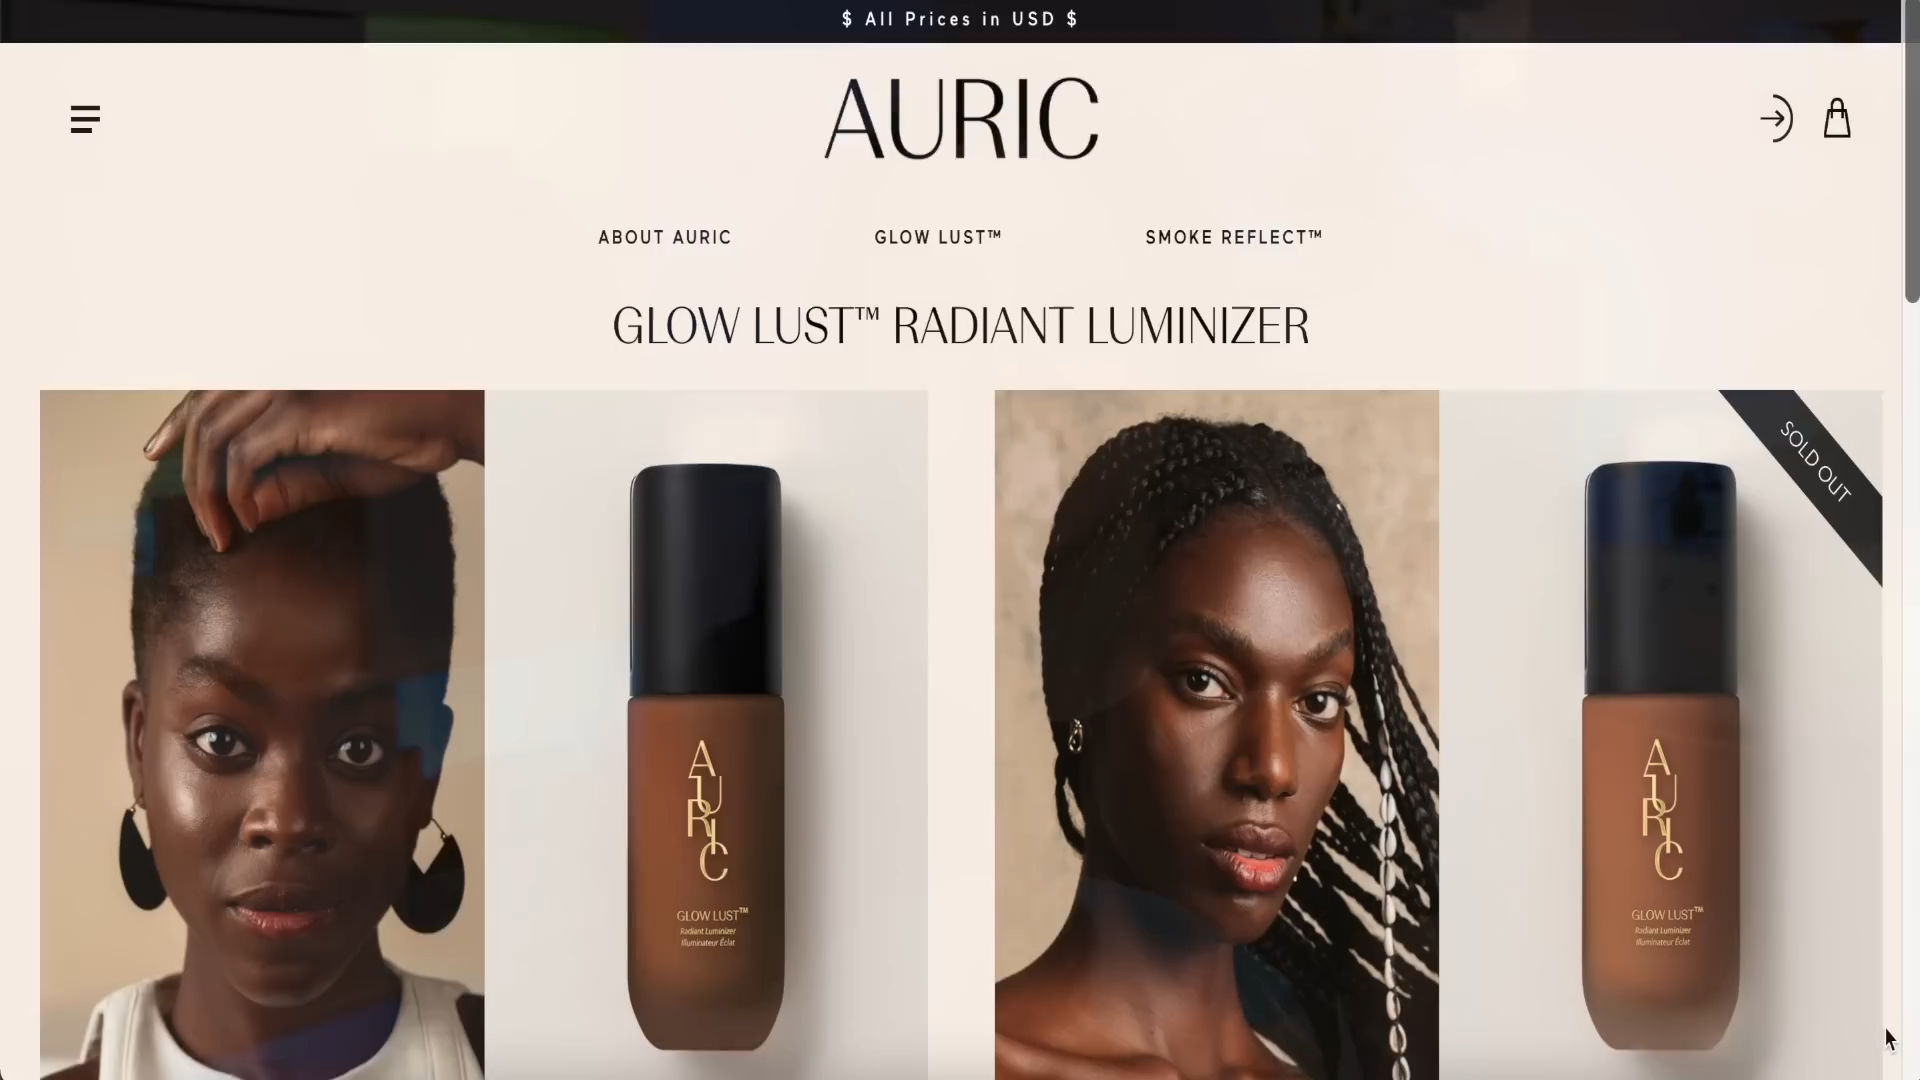 $ All Prices in USD $
AURIC
ABOUT AURIC
GLOW LUST™
SMOKE REFLECT™
GLOW LUST™ RADIANT LUMINIZER
AURIC
GLOW LUST™
Radiant Luminizer
Illuminateur Éclat
SOLD OUT
AURIC
GLOW LUST™
Radiant Luminizer
Illuminateur Éclat